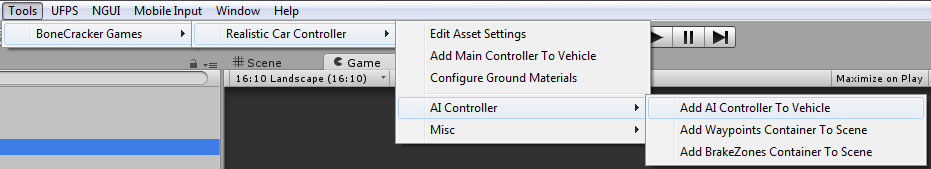 Tools UFPS NGUI Mobile Input Window Help
BoneCracker Games
Realistic Car Controller
Edit Asset Settings
Add Main Controller To Vehicle
Configure Ground Materials
AI Controller
Misc
Add AI Controller To Vehicle
Add Waypoints Container To Scene
Add BrakeZones Container To Scene
Scene Game
16:10 Landscape (16:10)
Maximize on Play